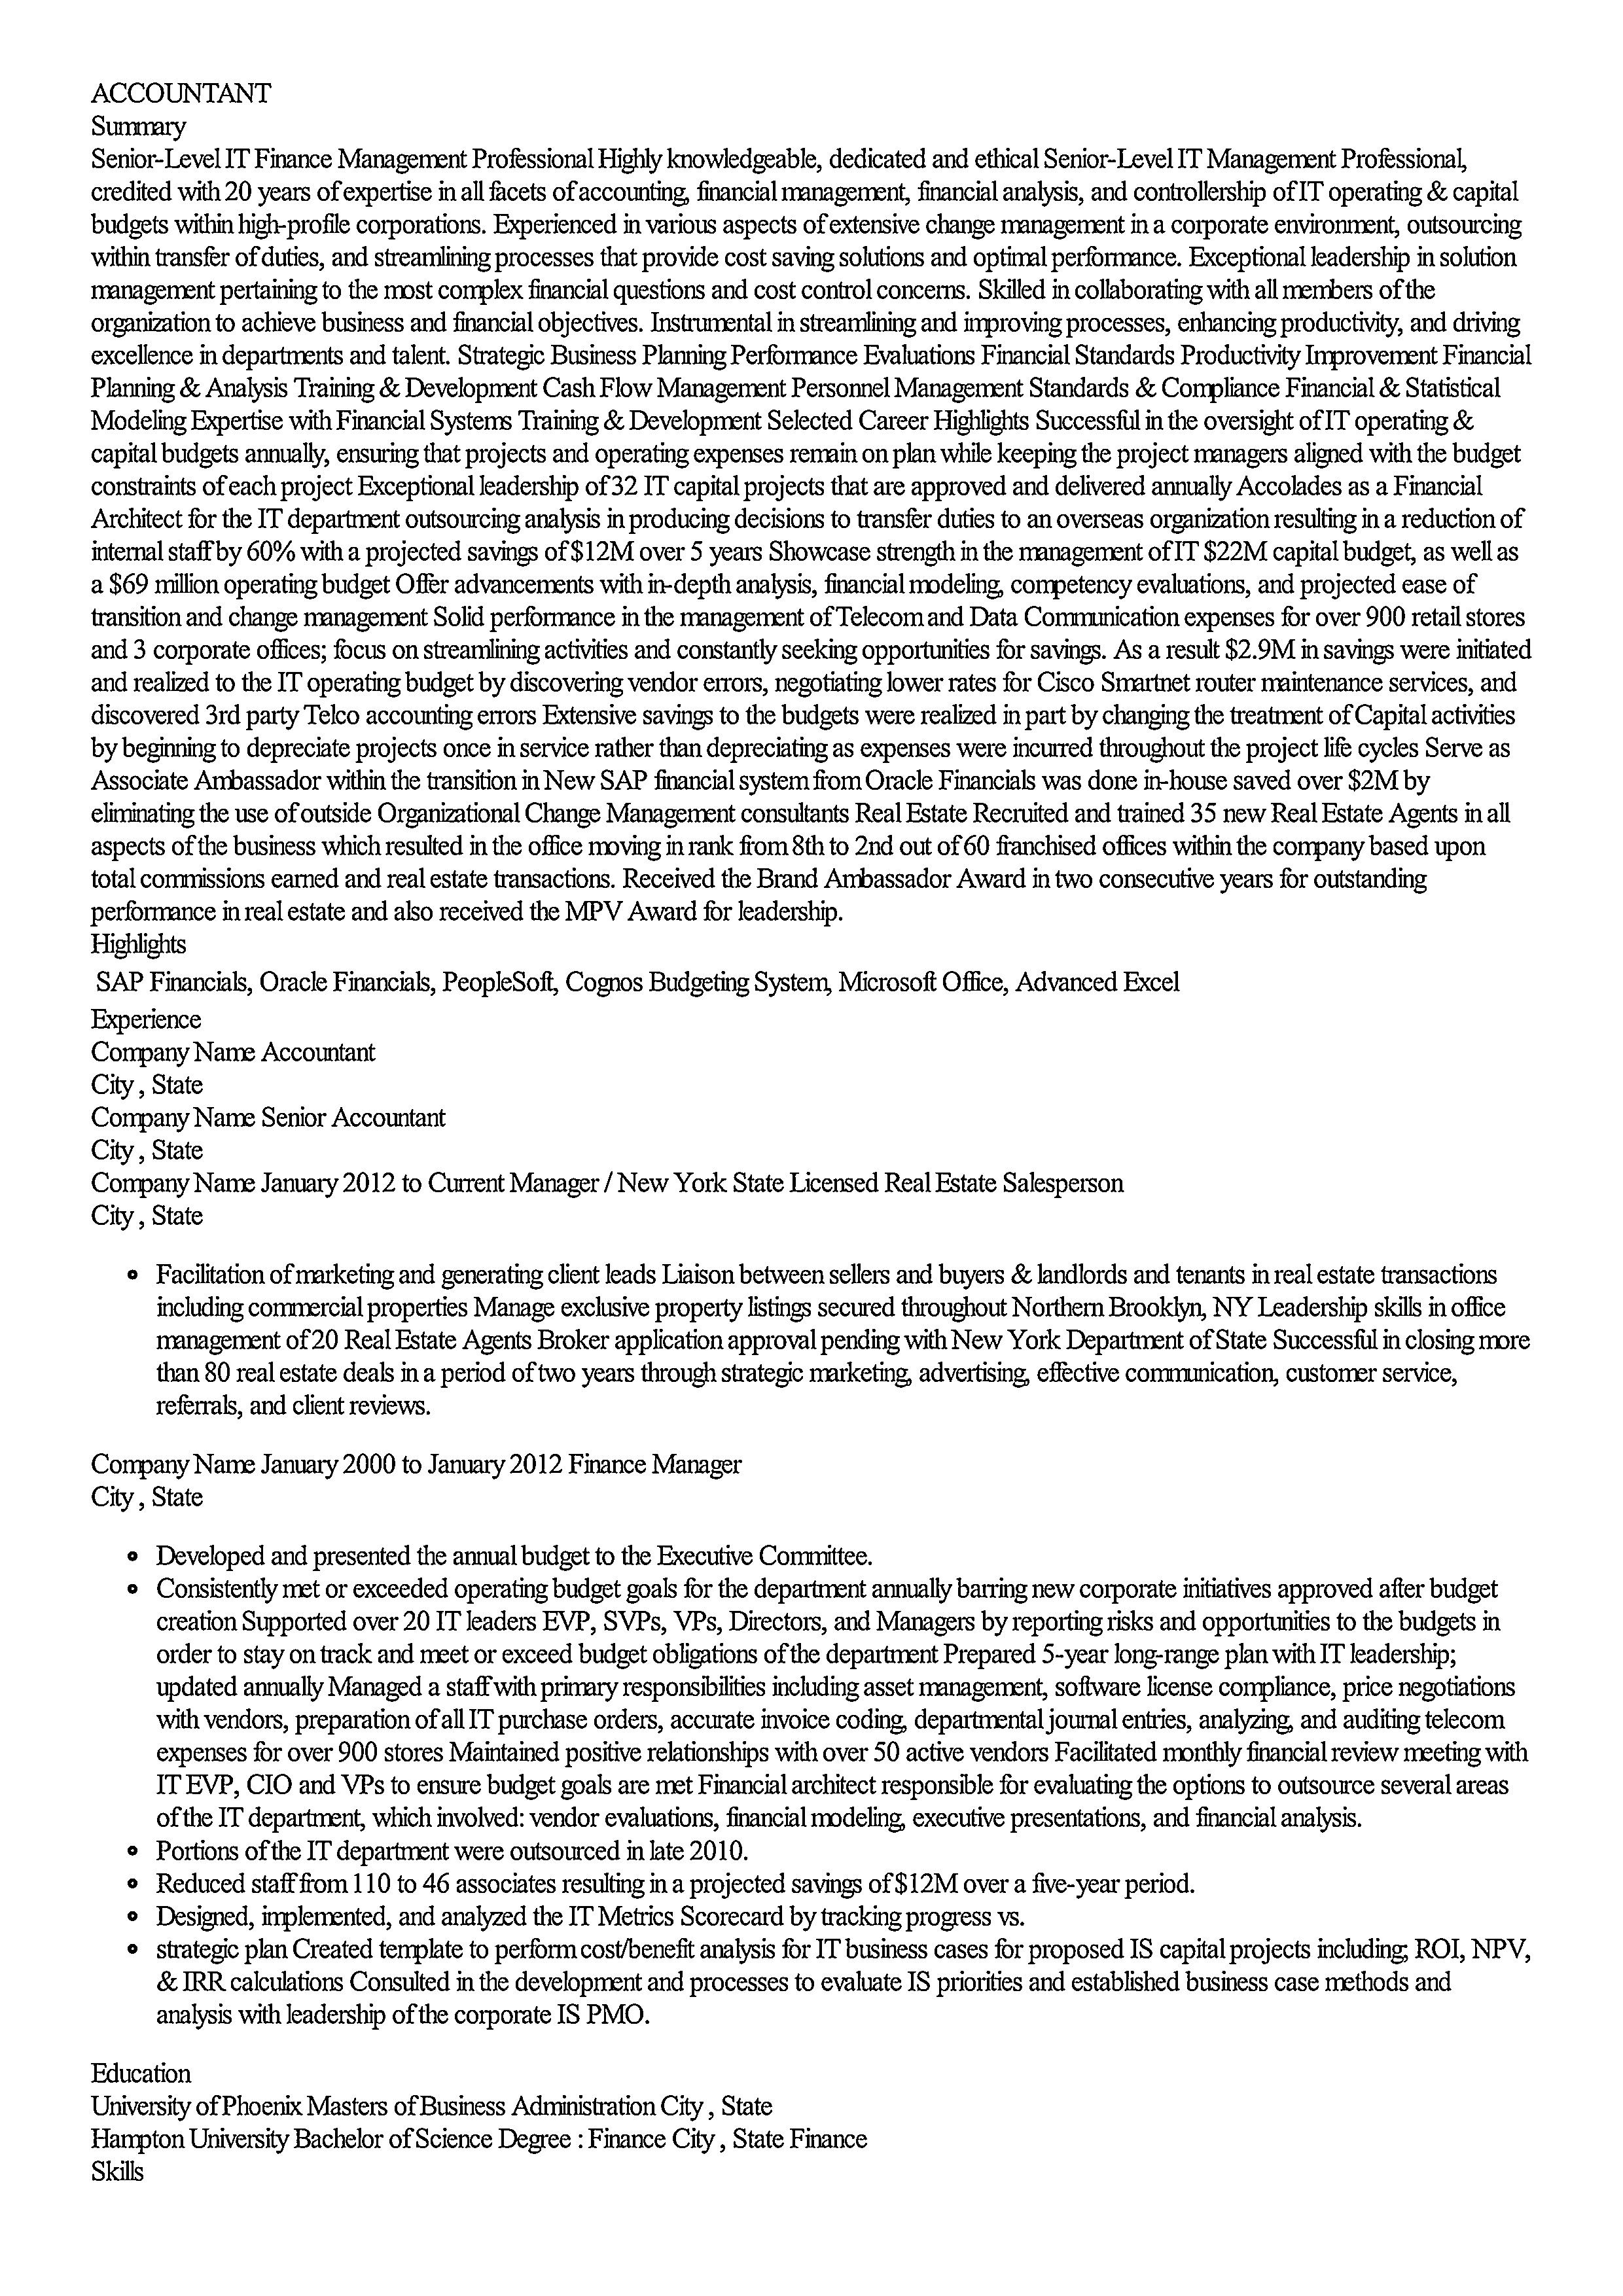 ACCOUNTANT
Summary
Senior-Level IT Finance Management Professional Highly knowledgeable, dedicated and ethical Senior-Level IT Management Professional,
credited with 20 years of expertise in all facets of accounting, financial management, financial analysis, and controllership of IT operating & capital
budgets within high-profile corporations. Experienced in various aspects of extensive change management in a corporate environment, outsourcing
within transfer of duties, and streamlining processes that provide cost saving solutions and optimal performance. Exceptional leadership in solution
management pertaining to the most complex financial questions and cost control concerns. Skilled in collaborating with all members of the
organization to achieve business and financial objectives. Instrumental in streamlining and improving processes, enhancing productivity, and driving
excellence in departments and talent. Strategic Business Planning Performance Evaluations Financial Standards Productivity Improvement Financial
Planning & Analysis Training & Development Cash Flow Management Personnel Management Standards & Compliance Financial & Statistical
Modeling Expertise with Financial Systems Training & Development Selected Career Highlights Successful in the oversight of IT operating &
capital budgets annually, ensuring that projects and operating expenses remain on plan while keeping the project managers aligned with the budget
constraints of each project Exceptional leadership of 32 IT capital projects that are approved and delivered annually Accolades as a Financial
Architect for the IT department outsourcing analysis in producing decisions to transfer duties to an overseas organization resulting in a reduction of
internal staff by 60% with a projected savings of $12M over 5 years Showcase strength in the management of IT $22M capital budget, as well as
a $69 million operating budget Offer advancements with in-depth analysis, financial modeling, competency evaluations, and projected ease of
transition and change management Solid performance in the management of Telecom and Data Communication expenses for over 900 retail stores
and 3 corporate offices; focus on streamlining activities and constantly seeking opportunities for savings. As a result $2.9M in savings were initiated
and realized to the IT operating budget by discovering vendor errors, negotiating lower rates for Cisco Smartnet router maintenance services, and
discovered 3rd party Telco accounting errors Extensive savings to the budgets were realized in part by changing the treatment of Capital activities
by beginning to depreciate projects once in service rather than depreciating as expenses were incurred throughout the project life cycles Serve as
Associate Ambassador within the transition in New SAP financial system from Oracle Financials was done in-house saved over $2M by
eliminating the use of outside Organizational Change Management consultants Real Estate Recruited and trained 35 new Real Estate Agents in all
aspects of the business which resulted in the office moving in rank from 8th to 2nd out of 60 franchised offices within the company based upon
total commissions earned and real estate transactions. Received the Brand Ambassador Award in two consecutive years for outstanding
performance in real estate and also received the MPV Award for leadership.
Highlights
SAP Financials, Oracle Financials, PeopleSoft, Cognos Budgeting System, Microsoft Office, Advanced Excel
Experience
Company Name Accountant
City , State
Company Name Senior Accountant
City , State
Company Name January 2012 to Current Manager / New York State Licensed Real Estate Salesperson
City , State
• Facilitation of marketing and generating client leads Liaison between sellers and buyers & landlords and tenants in real estate transactions
including commercial properties Manage exclusive property listings secured throughout Northern Brooklyn, NY Leadership skills in office
management of 20 Real Estate Agents Broker application approval pending with New York Department of State Successful in closing more
than 80 real estate deals in a period of two years through strategic marketing, advertising, effective communication, customer service,
referrals, and client reviews.
Company Name January 2000 to January 2012 Finance Manager
City , State
• Developed and presented the annual budget to the Executive Committee.
• Consistently met or exceeded operating budget goals for the department annually barring new corporate initiatives approved after budget
creation Supported over 20 IT leaders EVP, SVPs, VPs, Directors, and Managers by reporting risks and opportunities to the budgets in
order to stay on track and meet or exceed budget obligations of the department Prepared 5-year long-range plan with IT leadership;
updated annually Managed a staff with primary responsibilities including asset management, software license compliance, price negotiations
with vendors, preparation of all IT purchase orders, accurate invoice coding, departmental journal entries, analyzing, and auditing telecom
expenses for over 900 stores Maintained positive relationships with over 50 active vendors Facilitated monthly financial review meeting with
IT EVP, CIO and VPs to ensure budget goals are met Financial architect responsible for evaluating the options to outsource several areas
of the IT department, which involved: vendor evaluations, financial modeling, executive presentations, and financial analysis.
• Portions of the IT department were outsourced in late 2010.
• Reduced staff from 110 to 46 associates resulting in a projected savings of $12M over a five-year period.
• Designed, implemented, and analyzed the IT Metrics Scorecard by tracking progress vs.
• strategic plan Created template to perform cost/benefit analysis for IT business cases for proposed IS capital projects including; ROI, NPV,
& IRR calculations Consulted in the development and processes to evaluate IS priorities and established business case methods and
analysis with leadership of the corporate IS PMO.
Education
University of Phoenix Masters of Business Administration City , State
Hampton University Bachelor of Science Degree : Finance City , State Finance
Skills